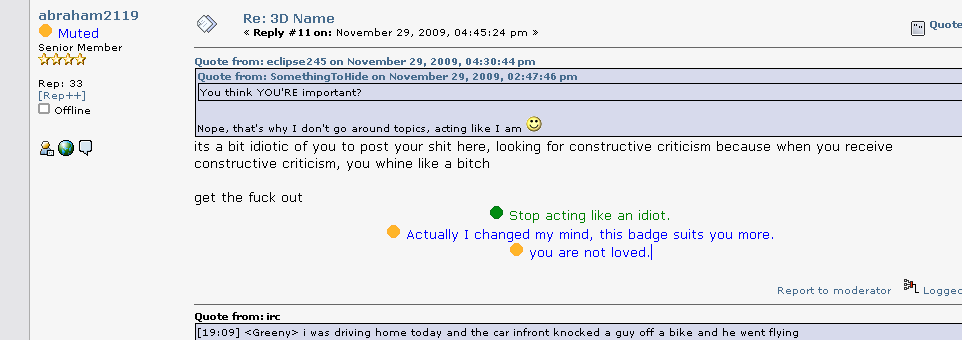 abraham2119
Muted
Senior Member
Rep: 33
[Rep++]
Offline
Re: 3D Name
« Reply #11 on: November 29, 2009, 04:45:24 pm »
Quote
Quote from: eclipse245 on November 29, 2009, 04:30:44 pm
Quote from: SomethingToHide on November 29, 2009, 02:47:46 pm
You think YOU'RE important?
Nope, that's why I don't go around topics, acting like I am
its a bit idiotic of you to post your shit here, looking for constructive criticism because when you receive
constructive criticism, you whine like a bitch
get the fuck out
Stop acting like an idiot.
Actually I changed my mind, this badge suits you more.
you are not loved.
Report to moderator
Logged
Quote from: irc
[19:09] <Greeny> i was driving home today and the car infront knocked a guy off a bike and he went flying